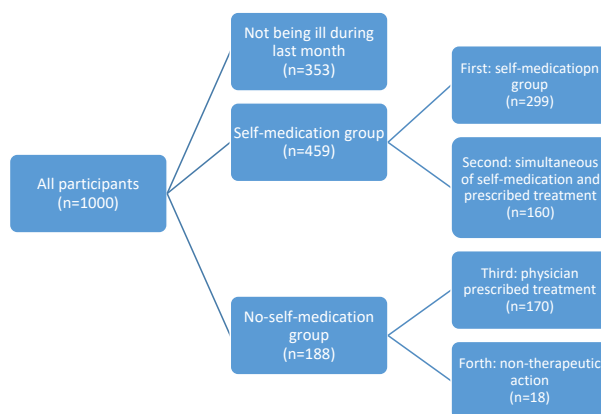 Not being ill during
last month
(n=353)
First: self-medicatiopn
group
(n=299)
Self-medication group
(n=459)
All participants
(n=1000)
Second: simultaneous
of self-medication and
prescribed treatment
(n=160)
Third: physician
prescribed treatment
(n=170)
No-self-medication
group
(n=188)
Forth: non-therapeutic
action
(n=18)